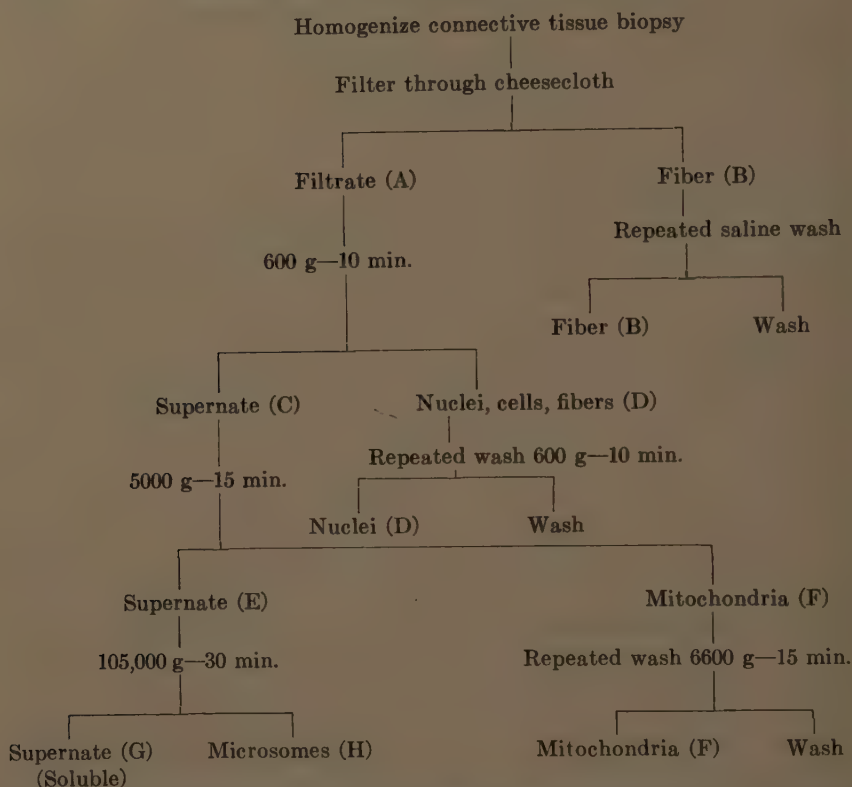 Homogenize connective tissue biopsy
Filter through cheesecloth
Filtrate (A)
Fiber (B)
Repeated saline wash
600 g—10 min.
Fiber (B)
Wash
Supernate (C)
Nuclei, cells, fibers (D)
Repeated wash 600 g—10 min.
5000 g—15 min.
Nuclei (D)
Wash
Supernate (E)
Mitochondria (F)
105,000 g—30 min.
Repeated wash 6600 g—15 min.
Supernate (G)
(Soluble)
Microsomes (H)
Mitochondria (F)
Wash